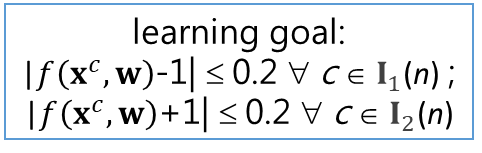 learning goal:
|f(x^c, w)-1| ≤ 0.2 ∀ c ∈ I₁(n) ;
|f(x^c, w)+1| ≤ 0.2 ∀ c ∈ I₂(n)